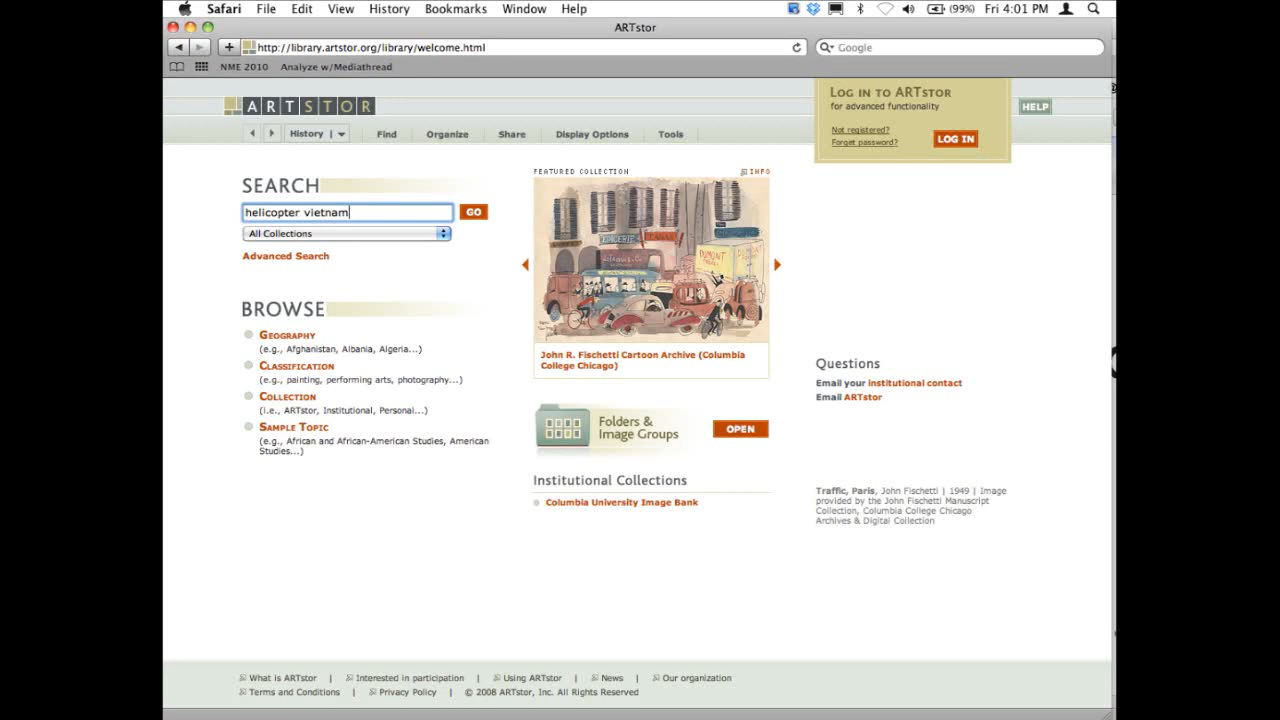 Safari File Edit View History Bookmarks Window Help (99%) Fri 4:01 PM
ARTstor
http://library.artstor.org/library/welcome.html Google
NME 2010 Analyze w/Mediathread
ARTSTOR
LOG IN TO ARTSTOR
for advanced functionality
Not registered?
Forget password?
LOG IN
HELP
History Find Organize Share Display Options Tools
SEARCH
helicopter vietnam
GO
All Collections
Advanced Search
BROWSE
GEOGRAPHY
(e.g., Afghanistan, Albania, Algeria...)
CLASSIFICATION
(e.g., painting, performing arts, photography...)
COLLECTION
(i.e., ARTstor, Institutional, Personal...)
SAMPLE TOPIC
(e.g., African and African-American Studies, American
Studies...)
FEATURED COLLECTION INFO
EPICERIE
TABAC
DUMONT
John R. Fischetti Cartoon Archive (Columbia
College Chicago)
Folders &
Image Groups
OPEN
Institutional Collections
Columbia University Image Bank
Questions
Email your institutional contact
Email ARTstor
Traffic, Paris, John Fischetti | 1949 | Image
provided by the John Fischetti Manuscript
Collection, Columbia College Chicago
Archives & Digital Collection
What is ARTstor | Interested in participation | Using ARTstor | News | Our organization
Terms and Conditions | Privacy Policy | © 2008 ARTstor, Inc. All Rights Reserved